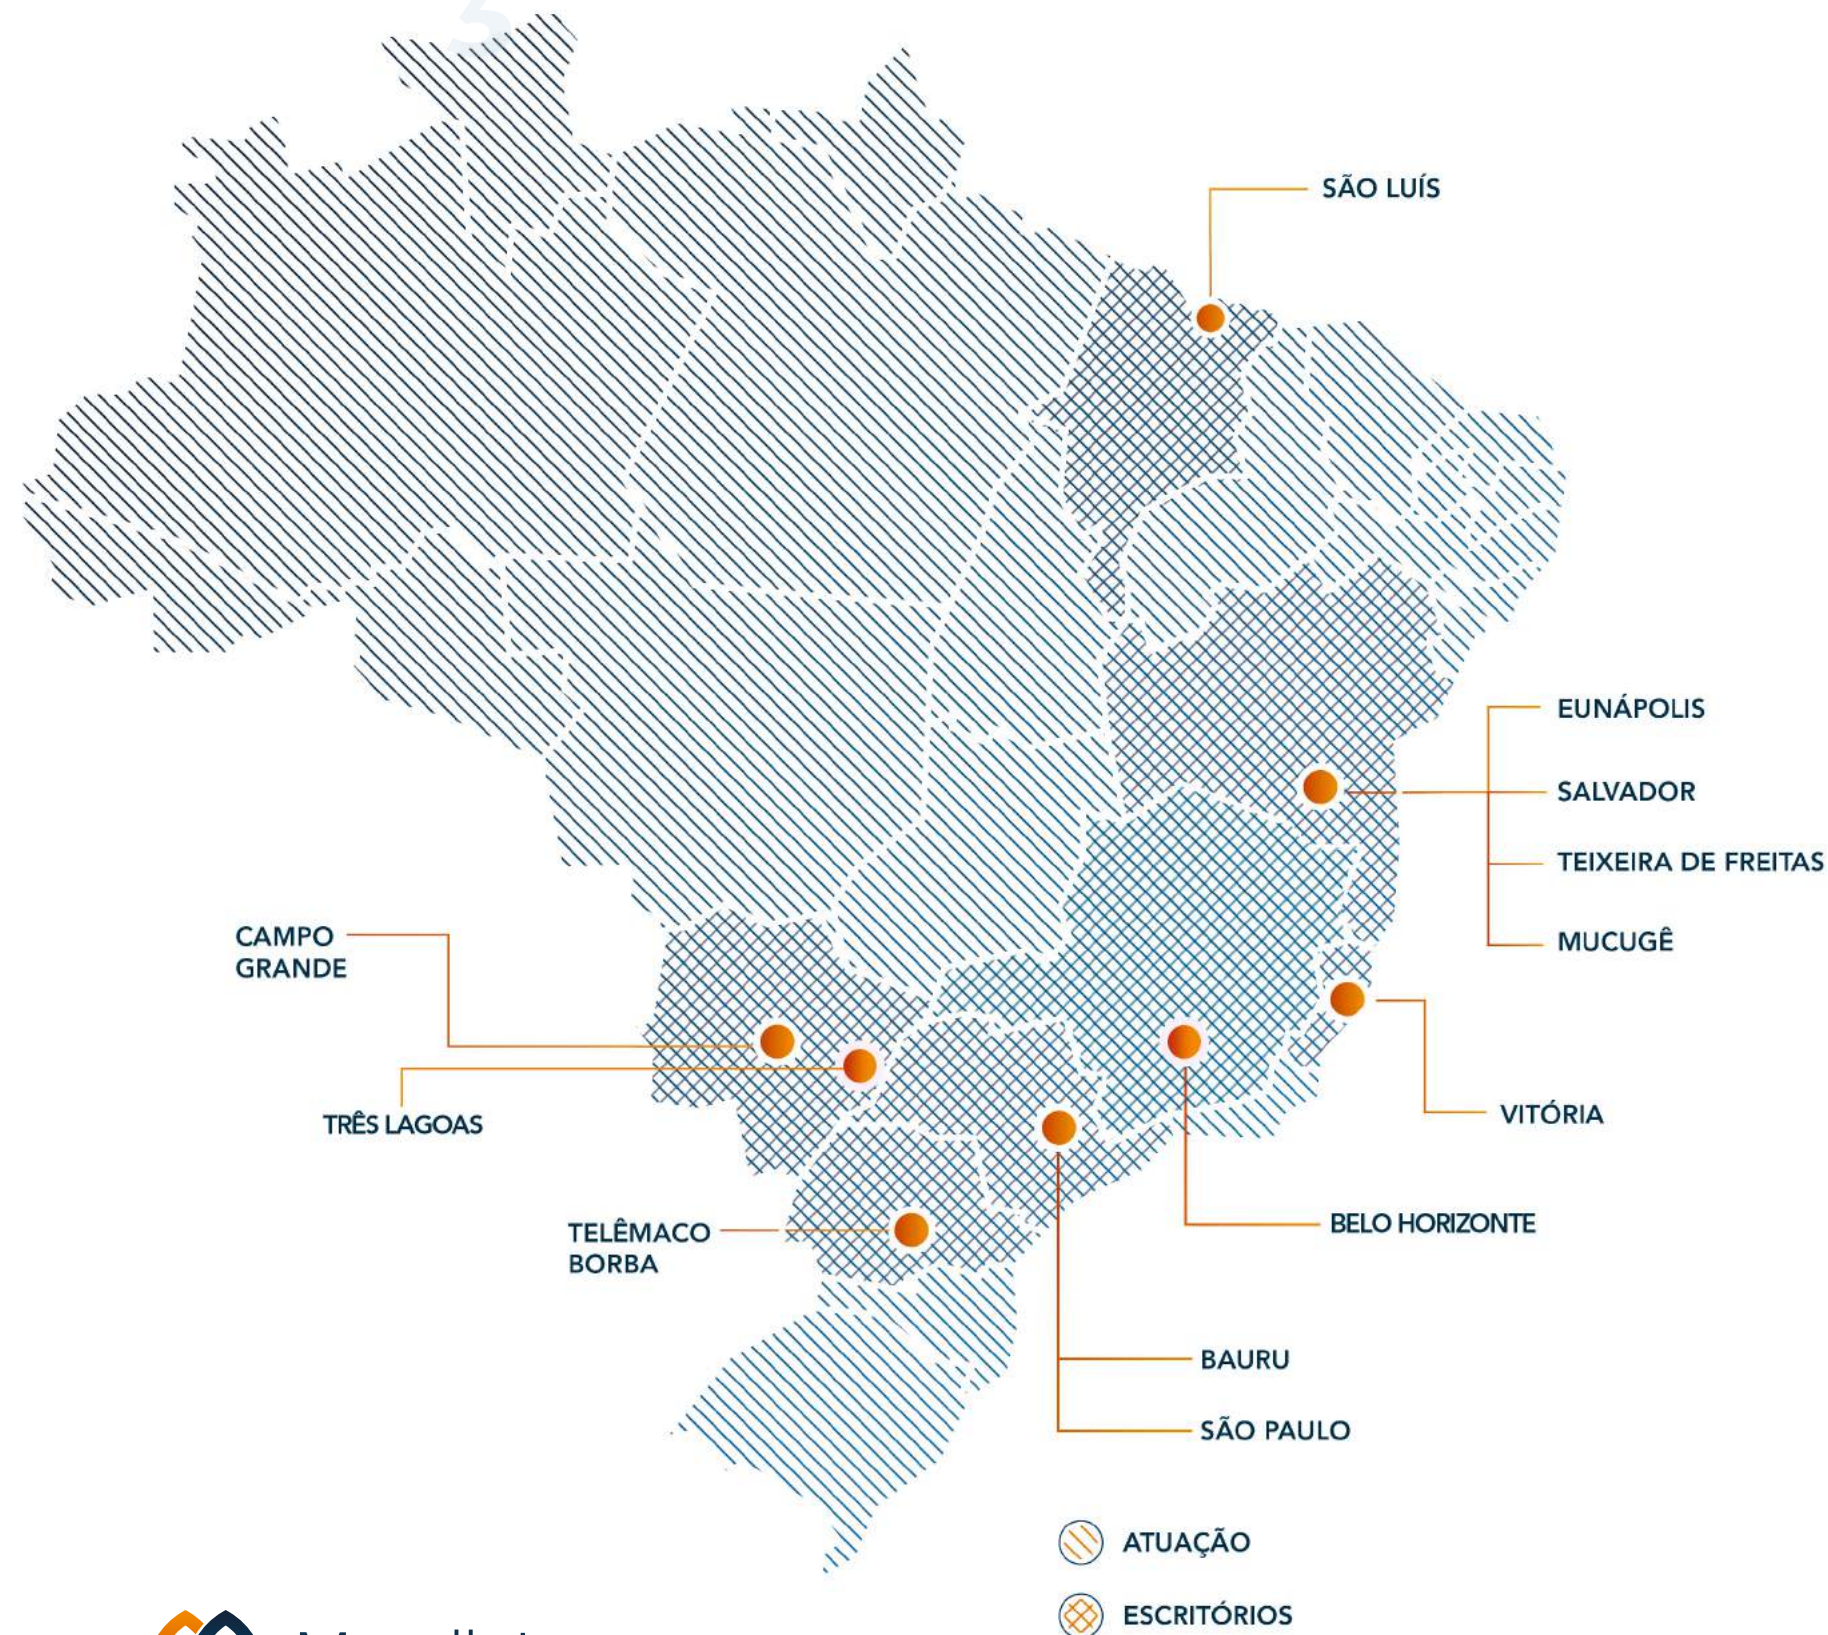 SÃO LUÍS
EUNÁPOLIS
SALVADOR
TEIXEIRA DE FREITAS
MUCUGÊ
CAMPO
GRANDE
TRÊS LAGOAS
VITÓRIA
TELÊMACO
BORBA
BELO HORIZONTE
BAURU
SÃO PAULO
ATUAÇÃO
ESCRITÓRIOS